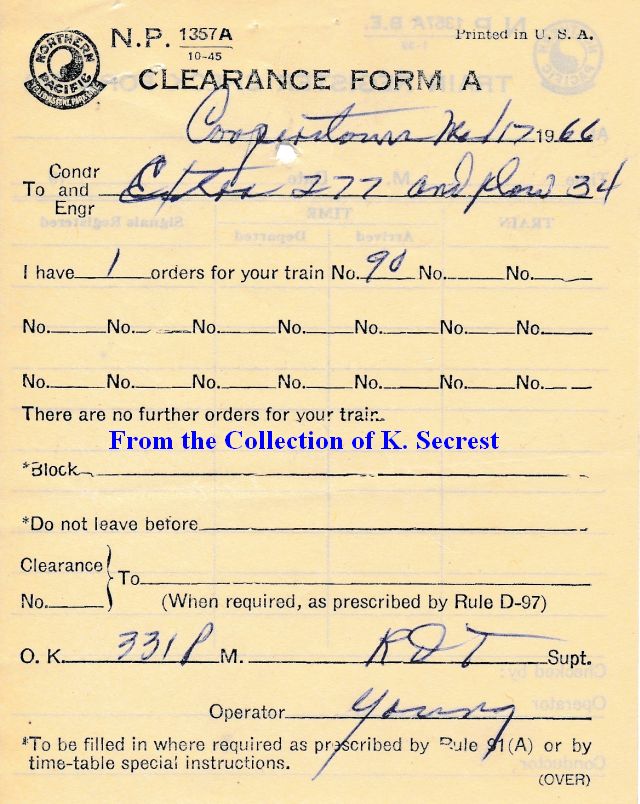 NORTHERN PACIFIC
N.P. 1357A
10-45
Printed in U. S. A.
CLEARANCE FORM A
Cooperstown Mch 17 1966
Condr
To and Extra 277 and plow 34
Engr
I have 1 orders for your train No. 90 No. No.
No. No. No. No. No. No. No.
No. No. No. No. No. No. No.
There are no further orders for your train.
From the Collection of K. Secrest
*Block
*Do not leave before
Clearance
To
No. (When required, as prescribed by Rule D-97)
O. K. 331 P M. RDT Supt.
Operator Young
*To be filled in where required as prescribed by Rule 91(A) or by
time-table special instructions.
(OVER)